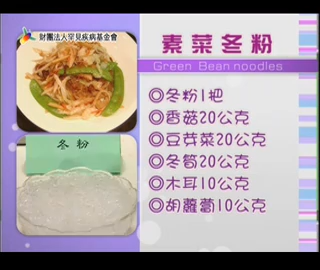 財團法人罕見疾病基金會
素菜冬粉
Green Bean noodles
冬粉
◎冬粉1把
◎香菇20公克
◎豆芽菜20公克
◎冬筍20公克
◎木耳10公克
◎胡蘿蔔10公克